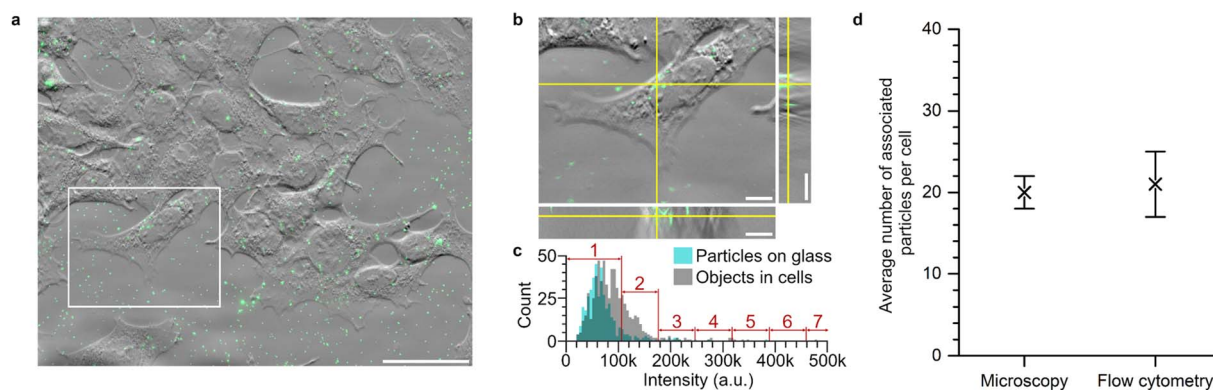 a
b
c
Count
50
25
0
1
2
3
4
5
6
7
Particles on glass
Objects in cells
0
100k
200k
300k
400k
500k
Intensity (a.u.)
d
Average number of associated
particles per cell
40
30
20
10
0
Microscopy
Flow cytometry